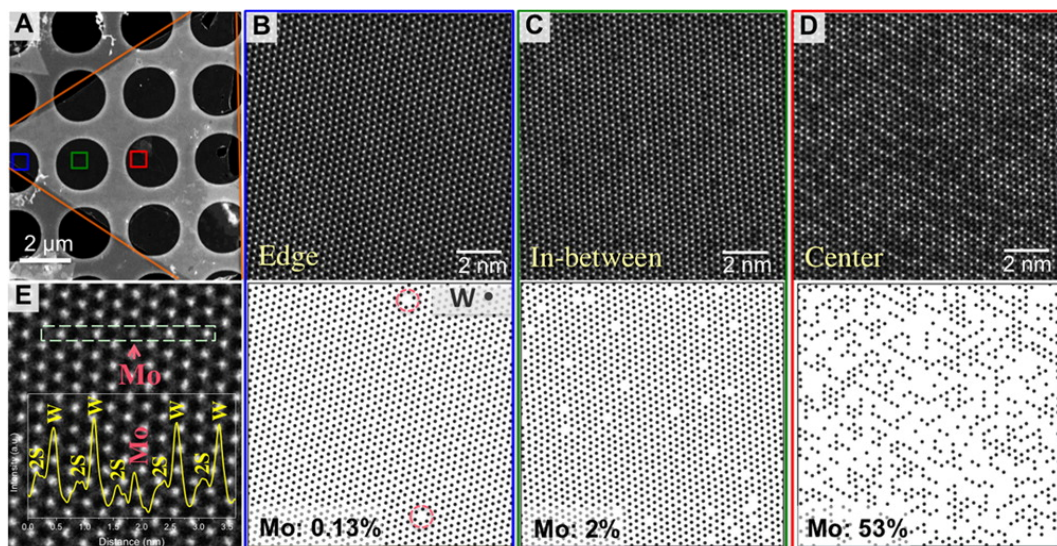 A
2 µm
B
Edge
2 nm
C
In-between
2 nm
D
Center
2 nm
W
Mo: 0.13%
Mo: 2%
Mo: 53%
E
Mo
2S W 2S W 2S Mo 2S W 2S W
Intensity (a.u.)
0.0 0.5 1.0 1.5 2.0 2.5 3.0 3.5
Distance (nm)